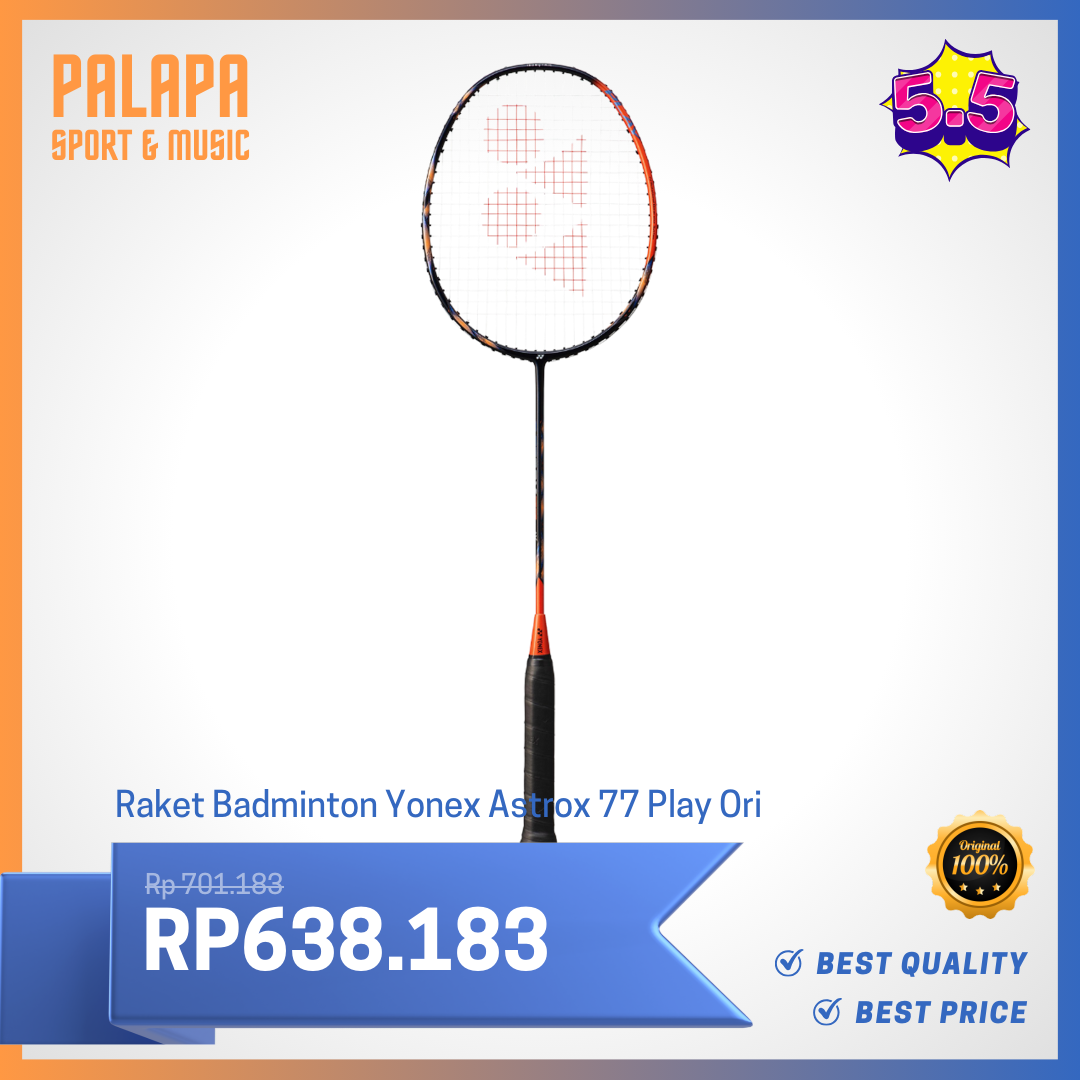 PALAPA
SPORT & MUSIC
5.5
YONEX
Raket Badminton Yonex Astrox 77 Play Ori
Rp 701.183
RP638.183
Original
100%
BEST QUALITY
BEST PRICE